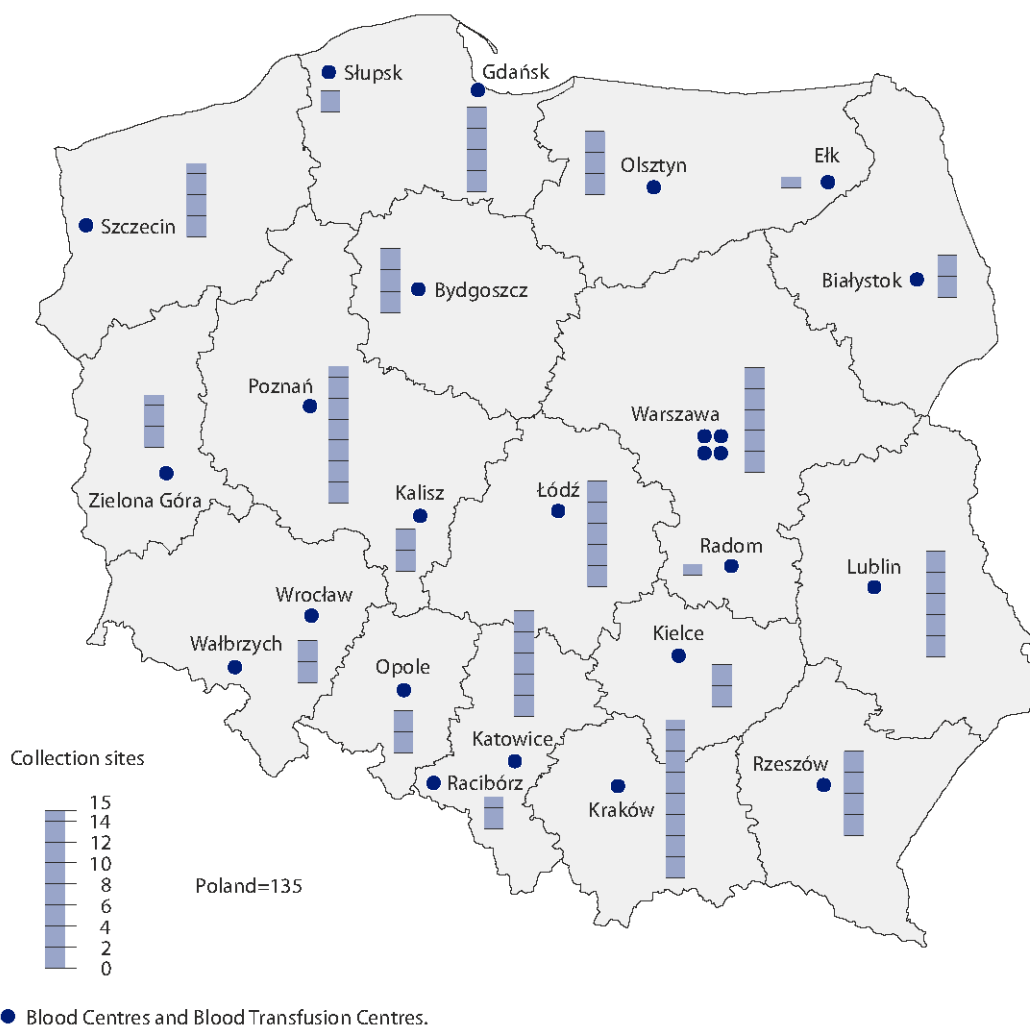 Słupsk
Gdańsk
Olsztyn
Ełk
Szczecin
Białystok
Bydgoszcz
Poznań
Warszawa
Zielona Góra
Kalisz
Łódź
Radom
Lublin
Wrocław
Wałbrzych
Kielce
Opole
Katowice
Racibórz
Rzeszów
Kraków
Collection sites
15
14
12
10
8
6
4
2
0
Poland=135
Blood Centres and Blood Transfusion Centres.